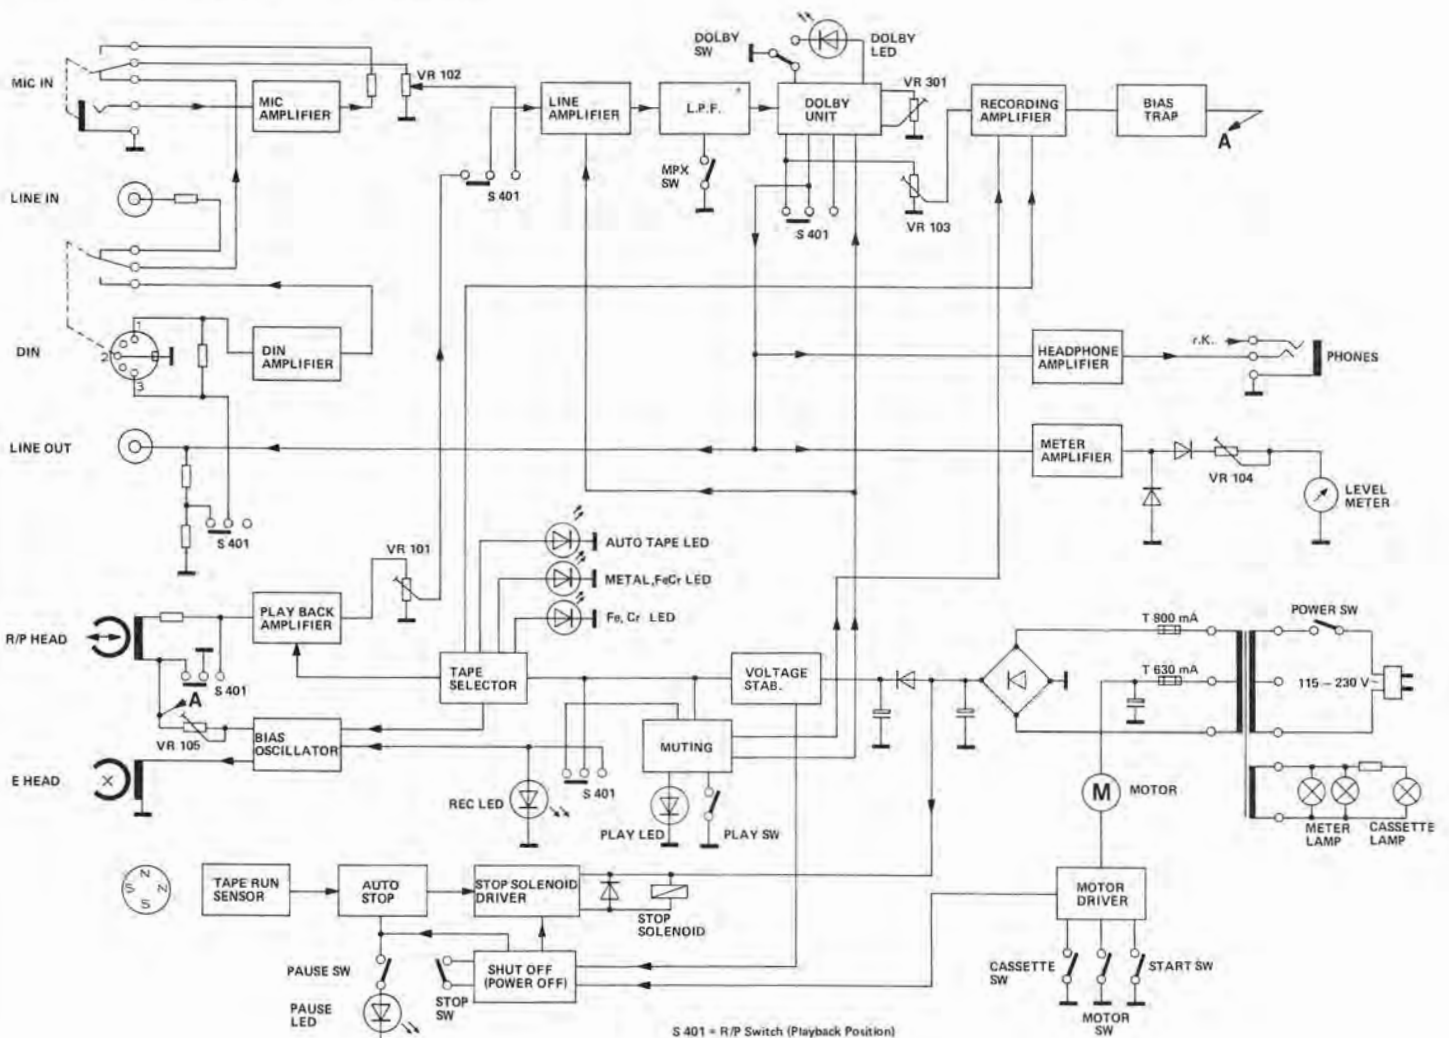 DOLBY
SW
DOLBY
LED
MIC IN
VR 102
VR 301
MIC
AMPLIFIER
LINE
AMPLIFIER
L.P.F.
DOLBY
UNIT
RECORDING
AMPLIFIER
BIAS
TRAP
A
MPX
SW
S 401
LINE IN
VR 103
S 401
DIN
1
2
3
DIN
AMPLIFIER
HEADPHONE
AMPLIFIER
r.K.
PHONES
LINE OUT
METER
AMPLIFIER
VR 104
LEVEL
METER
S 401
VR 101
AUTO TAPE LED
METAL,FeCr LED
Fe, Cr LED
R/P HEAD
PLAY BACK
AMPLIFIER
T 800 mA
POWER SW
TAPE
SELECTOR
VOLTAGE
STAB.
T 630 mA
115 – 230 V ~
S 401
A
VR 105
BIAS
OSCILLATOR
MUTING
E HEAD
REC LED
S 401
PLAY LED
PLAY SW
M
MOTOR
METER
LAMP
CASSETTE
LAMP
N
N
S
S
TAPE RUN
SENSOR
AUTO
STOP
STOP SOLENOID
DRIVER
STOP
SOLENOID
MOTOR
DRIVER
PAUSE SW
STOP
SW
SHUT OFF
(POWER OFF)
CASSETTE
SW
START SW
MOTOR
SW
PAUSE
LED
S 401 = R/P Switch (Playback Position)